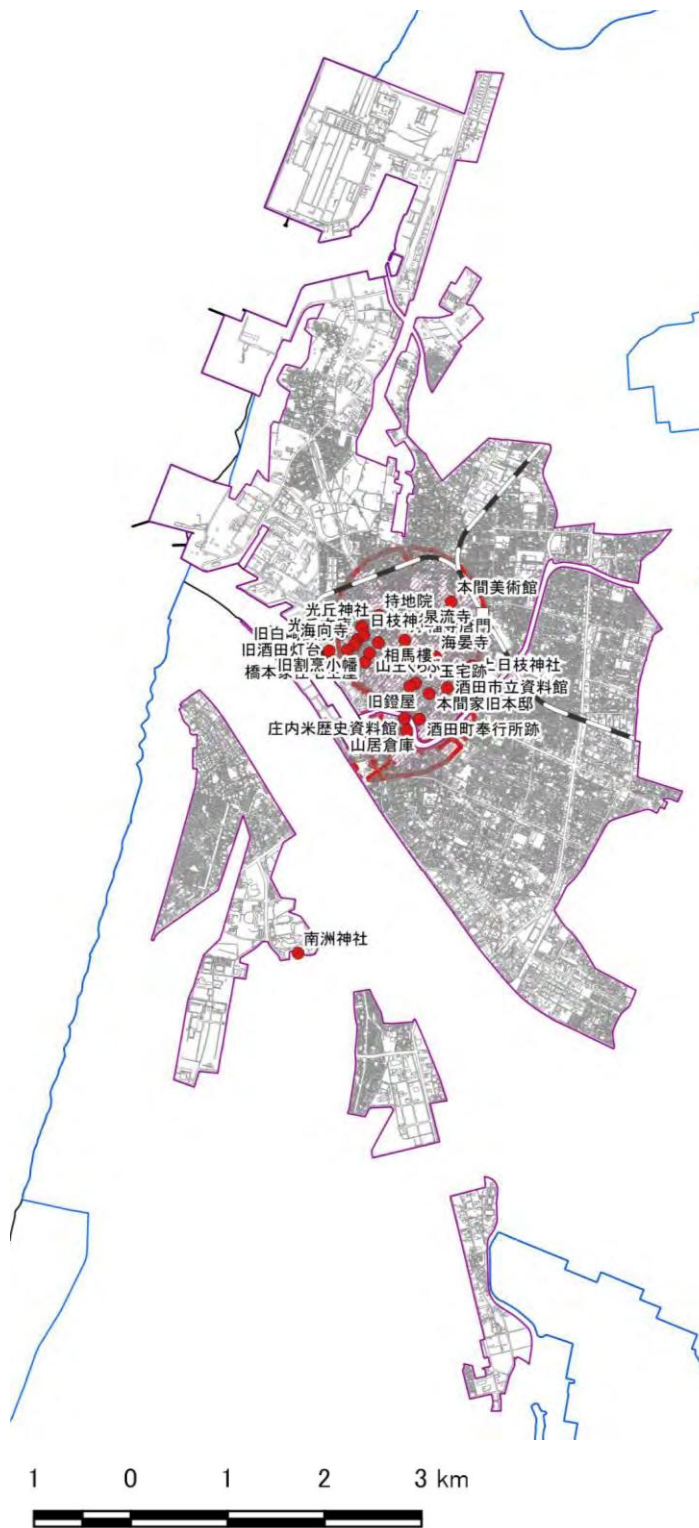 本間美術館
持地院
泉流寺
光丘神社
日枝神
海向寺
海晏寺
旧酒田灯台
相馬樓
旧割烹小幡
上日枝神社
玉宅跡
酒田市立資料館
旧鐙屋
本間家旧本邸
庄内米歴史資料館
酒田町奉行所跡
山居倉庫
南洲神社
1 0 1 2 3 km